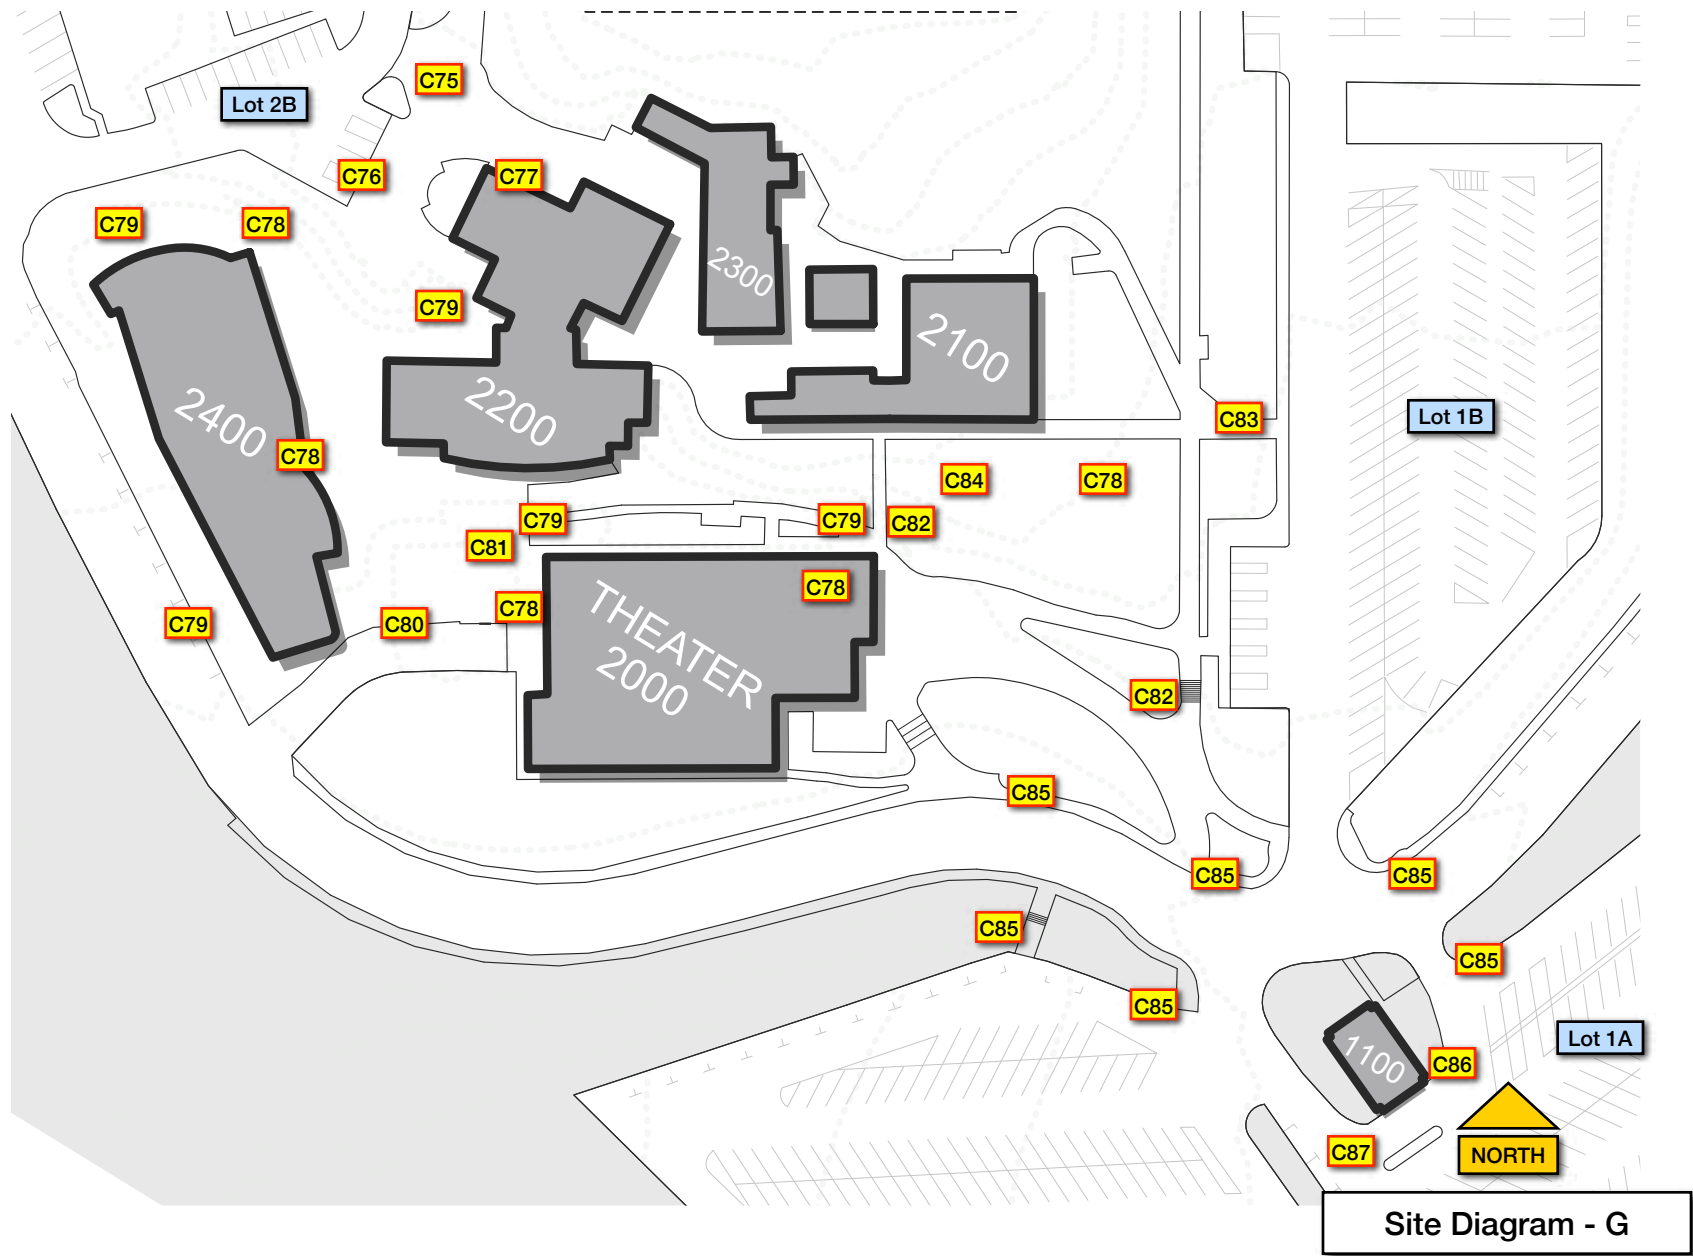 C75
Lot 2B
C76
C77
C79
C78
2300
C79
2100
2400
2200
C83
Lot 1B
C78
C84
C78
C79
C79
C82
C81
C78
C78
THEATER
2000
C79
C80
C82
C85
C85
C85
C85
C85
C85
1100
Lot 1A
C86
C87
NORTH
Site Diagram - G